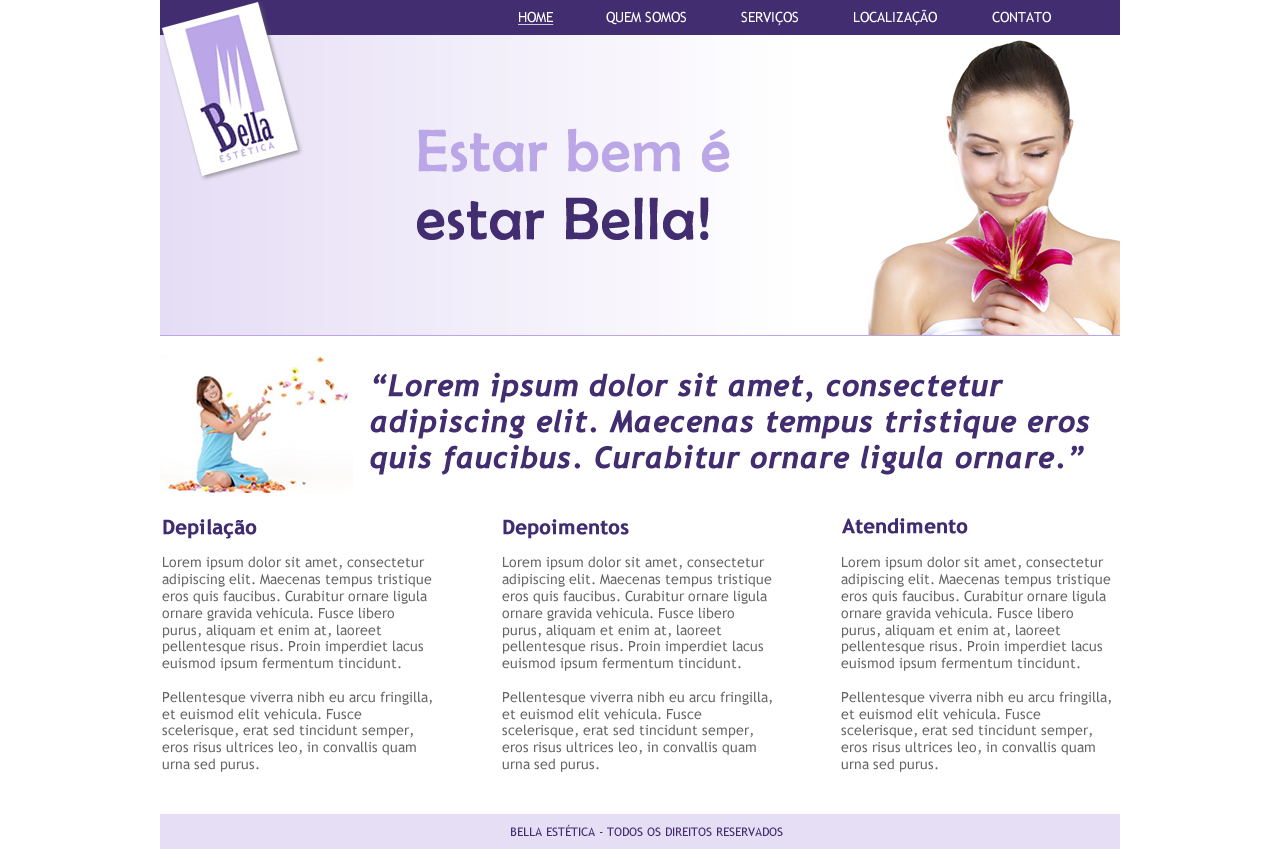 HOME QUEM SOMOS SERVIÇOS LOCALIZAÇÃO CONTATO
Bella
ESTÉTICA
Estar bem é
estar Bella!
“Lorem ipsum dolor sit amet, consectetur
adipiscing elit. Maecenas tempus tristique eros
quis faucibus. Curabitur ornare ligula ornare.”
Depilação
Lorem ipsum dolor sit amet, consectetur
adipiscing elit. Maecenas tempus tristique
eros quis faucibus. Curabitur ornare ligula
ornare gravida vehicula. Fusce libero
purus, aliquam et enim at, laoreet
pellentesque risus. Proin imperdiet lacus
euismod ipsum fermentum tincidunt.
Pellentesque viverra nibh eu arcu fringilla,
et euismod elit vehicula. Fusce
scelerisque, erat sed tincidunt semper,
eros risus ultrices leo, in convallis quam
urna sed purus.
Depoimentos
Lorem ipsum dolor sit amet, consectetur
adipiscing elit. Maecenas tempus tristique
eros quis faucibus. Curabitur ornare ligula
ornare gravida vehicula. Fusce libero
purus, aliquam et enim at, laoreet
pellentesque risus. Proin imperdiet lacus
euismod ipsum fermentum tincidunt.
Pellentesque viverra nibh eu arcu fringilla,
et euismod elit vehicula. Fusce
scelerisque, erat sed tincidunt semper,
eros risus ultrices leo, in convallis quam
urna sed purus.
Atendimento
Lorem ipsum dolor sit amet, consectetur
adipiscing elit. Maecenas tempus tristique
eros quis faucibus. Curabitur ornare ligula
ornare gravida vehicula. Fusce libero
purus, aliquam et enim at, laoreet
pellentesque risus. Proin imperdiet lacus
euismod ipsum fermentum tincidunt.
Pellentesque viverra nibh eu arcu fringilla,
et euismod elit vehicula. Fusce
scelerisque, erat sed tincidunt semper,
eros risus ultrices leo, in convallis quam
urna sed purus.
BELLA ESTÉTICA - TODOS OS DIREITOS RESERVADOS